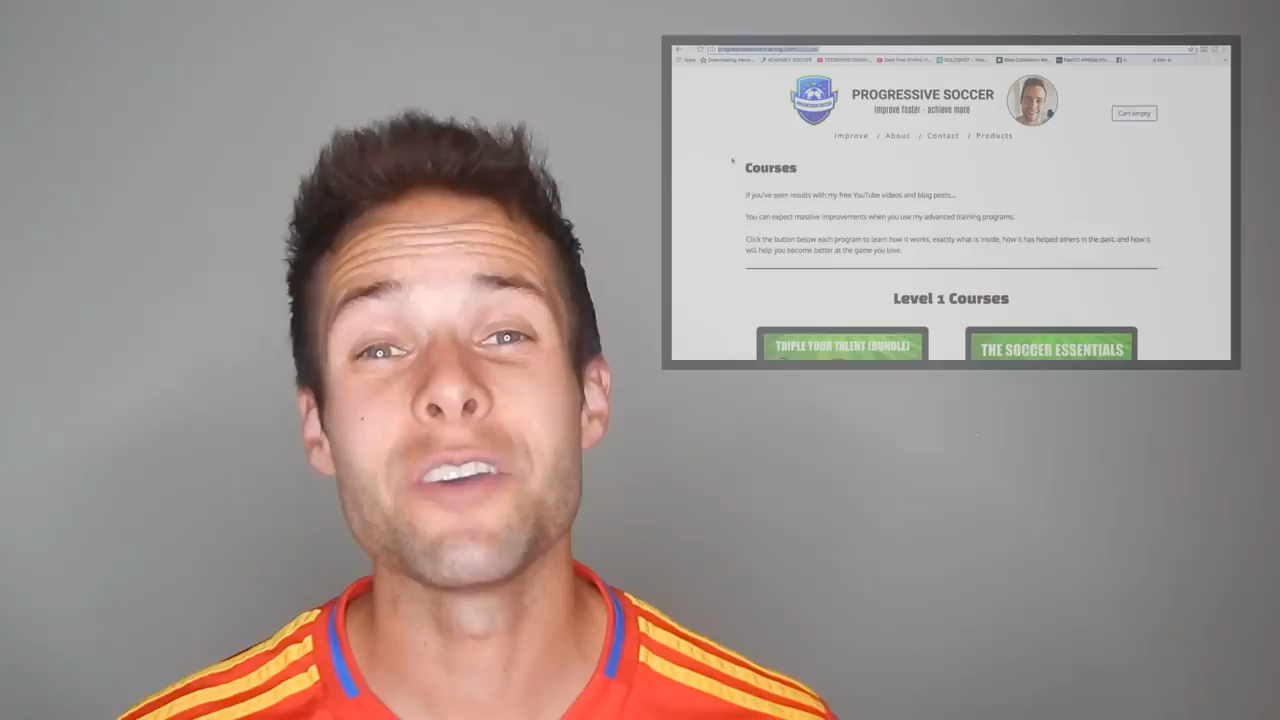 progressivesoccertraining.com/courses/
Apps
PROGRESSIVE SOCCER
improve faster - achieve more
Cart empty
Improve / About / Contact / Products
Courses
If you've seen results with my free YouTube videos and blog posts...
You can expect massive improvements when you use my advanced training programs.
Click the button below each program to learn how it works, exactly what is inside, how it has helped others in the past, and how it
will help you become better at the game you love.
Level 1 Courses
TRIPLE YOUR TALENT (BUNDLE)
THE SOCCER ESSENTIALS